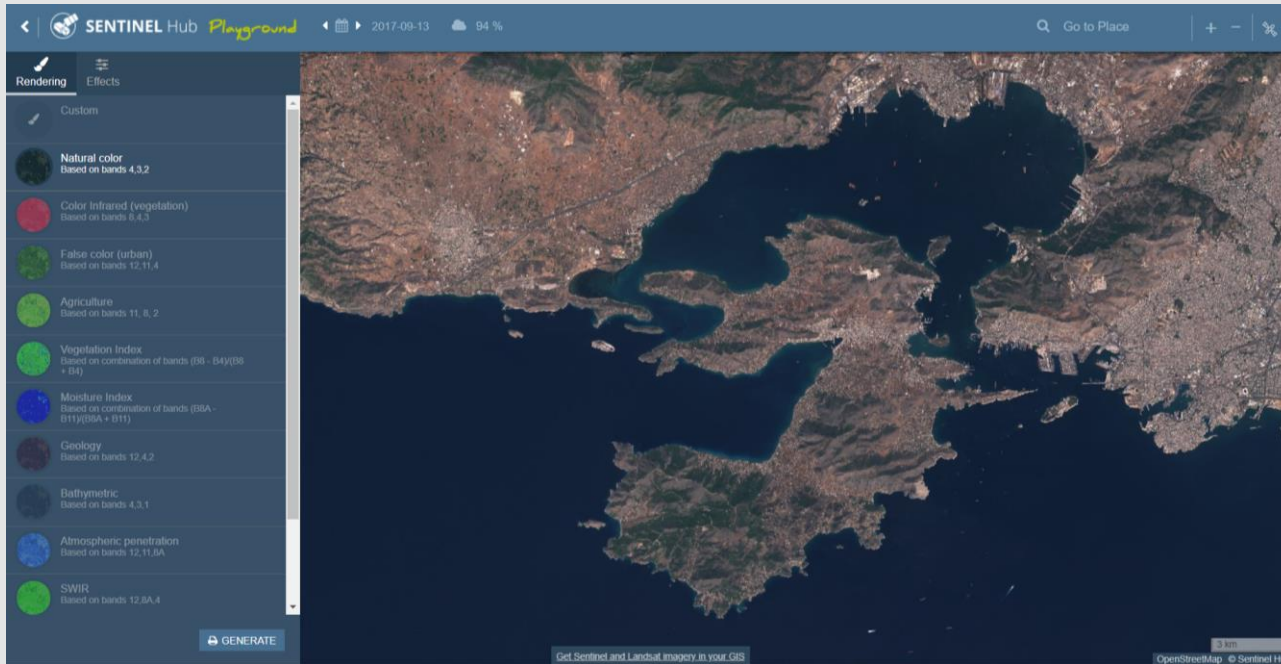 SENTINEL Hub Playground
2017-09-13
94 %
Go to Place
Rendering
Effects
Custom
Natural color
Based on bands 4,3,2
Color Infrared (vegetation)
Based on bands 8,4,3
False color (urban)
Based on bands 12,11,4
Agriculture
Based on bands 11, 8, 2
Vegetation Index
Based on combination of bands (B8 - B4)/(B8
+ B4)
Moisture Index
Based on combination of bands (B8A -
B11)/(B8A + B11)
Geology
Based on bands 12,4,2
Bathymetric
Based on bands 4,3,1
Atmospheric penetration
Based on bands 12,11,8A
SWIR
Based on bands 12,8A,4
GENERATE
Get Sentinel and Landsat imagery in your GIS
3 km
OpenStreetMap © Sentinel H